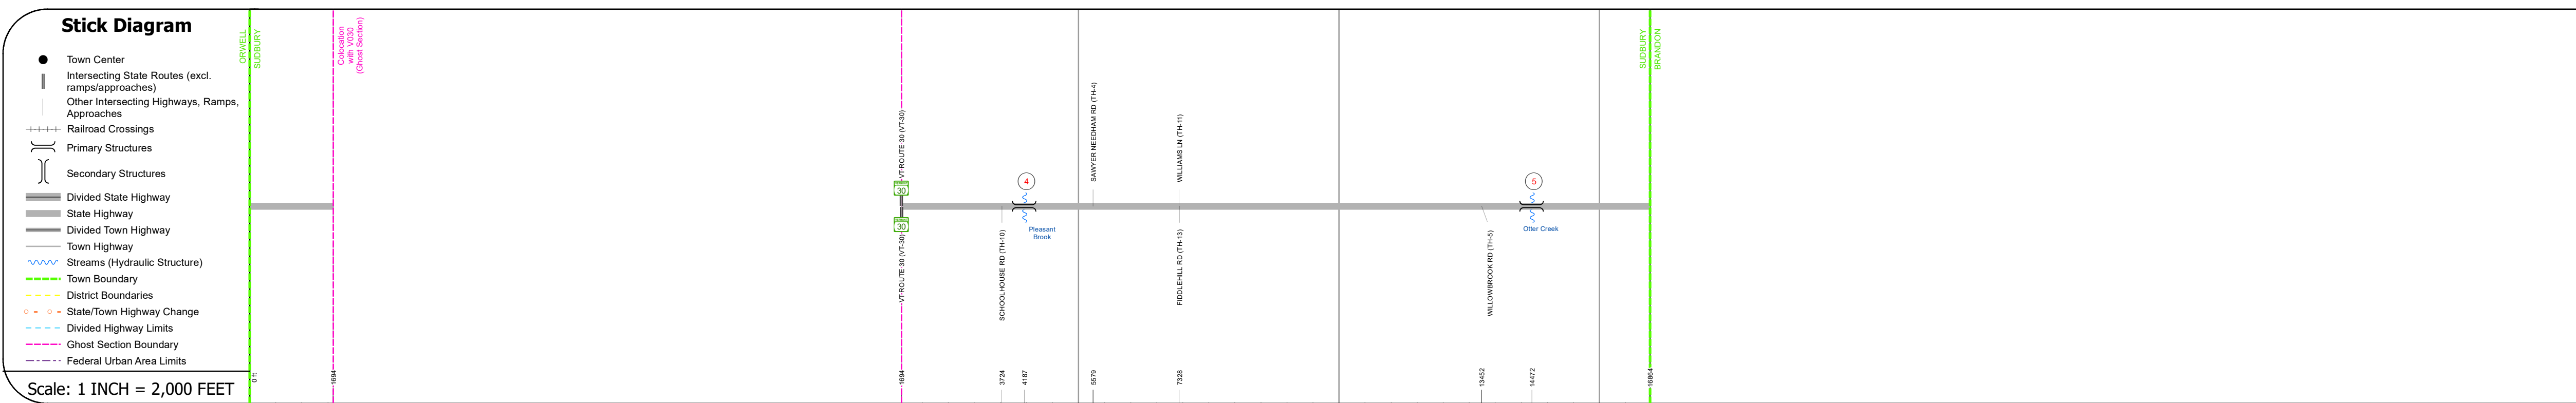 Stick Diagram
Town Center
Intersecting State Routes (excl.
ramps/approaches)
Other Intersecting Highways, Ramps,
Approaches
Railroad Crossings
Primary Structures
Secondary Structures
Divided State Highway
State Highway
Divided Town Highway
Town Highway
Streams (Hydraulic Structure)
Town Boundary
District Boundaries
State/Town Highway Change
Divided Highway Limits
Ghost Section Boundary
Federal Urban Area Limits
Scale: 1 INCH = 2,000 FEET
ORWELL
SUDBURY
0 ft
Colocation
with V030
(Ghost Section)
1694
VT-ROUTE 30 (VT-30)
30
30
VT-ROUTE 30 (VT-30)
1694
SCHOOLHOUSE RD (TH-10)
3724
4
Pleasant
Brook
4187
SAWYER NEEDHAM RD (TH-4)
5579
WILLIAMS LN (TH-11)
FIDDLEHILL RD (TH-13)
7328
WILLOWBROOK RD (TH-5)
13452
5
Otter Creek
14472
SUDBURY
BRANDON
16864